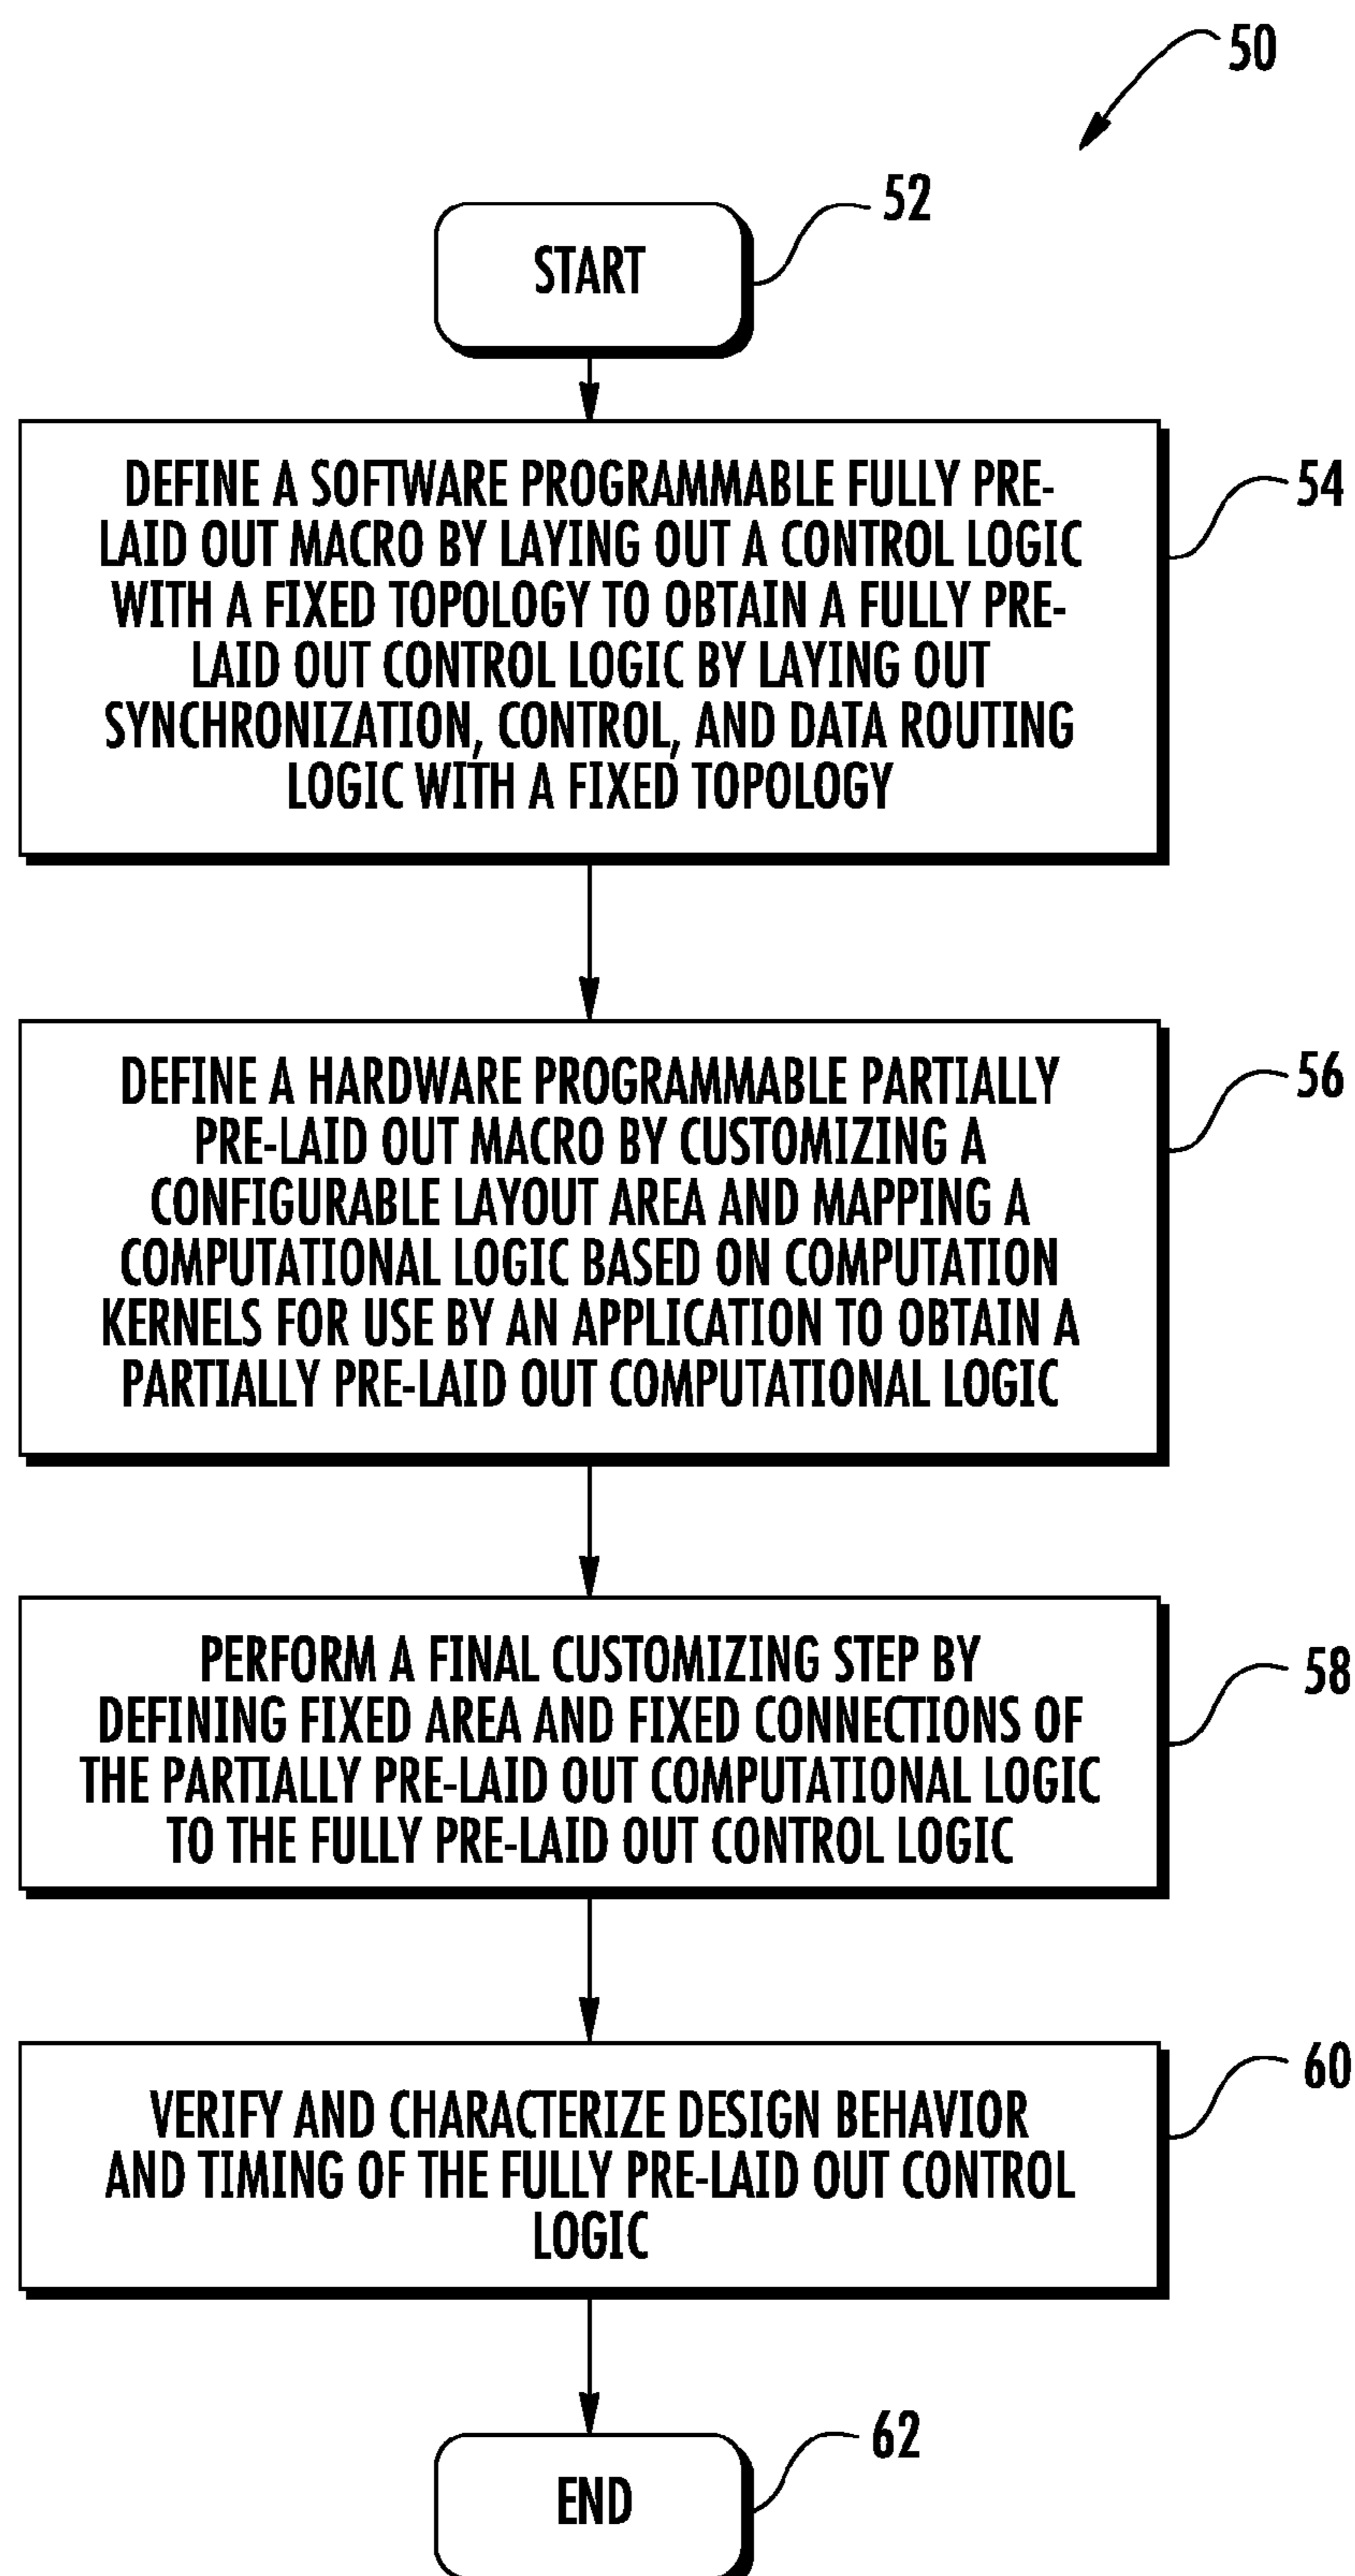 50
52
START
54
DEFINE A SOFTWARE PROGRAMMABLE FULLY PRE-
LAID OUT MACRO BY LAYING OUT A CONTROL LOGIC
WITH A FIXED TOPOLOGY TO OBTAIN A FULLY PRE-
LAID OUT CONTROL LOGIC BY LAYING OUT
SYNCHRONIZATION, CONTROL, AND DATA ROUTING
LOGIC WITH A FIXED TOPOLOGY
56
DEFINE A HARDWARE PROGRAMMABLE PARTIALLY
PRE-LAID OUT MACRO BY CUSTOMIZING A
CONFIGURABLE LAYOUT AREA AND MAPPING A
COMPUTATIONAL LOGIC BASED ON COMPUTATION
KERNELS FOR USE BY AN APPLICATION TO OBTAIN A
PARTIALLY PRE-LAID OUT COMPUTATIONAL LOGIC
58
PERFORM A FINAL CUSTOMIZING STEP BY
DEFINING FIXED AREA AND FIXED CONNECTIONS OF
THE PARTIALLY PRE-LAID OUT COMPUTATIONAL LOGIC
TO THE FULLY PRE-LAID OUT CONTROL LOGIC
60
VERIFY AND CHARACTERIZE DESIGN BEHAVIOR
AND TIMING OF THE FULLY PRE-LAID OUT CONTROL
LOGIC
62
END